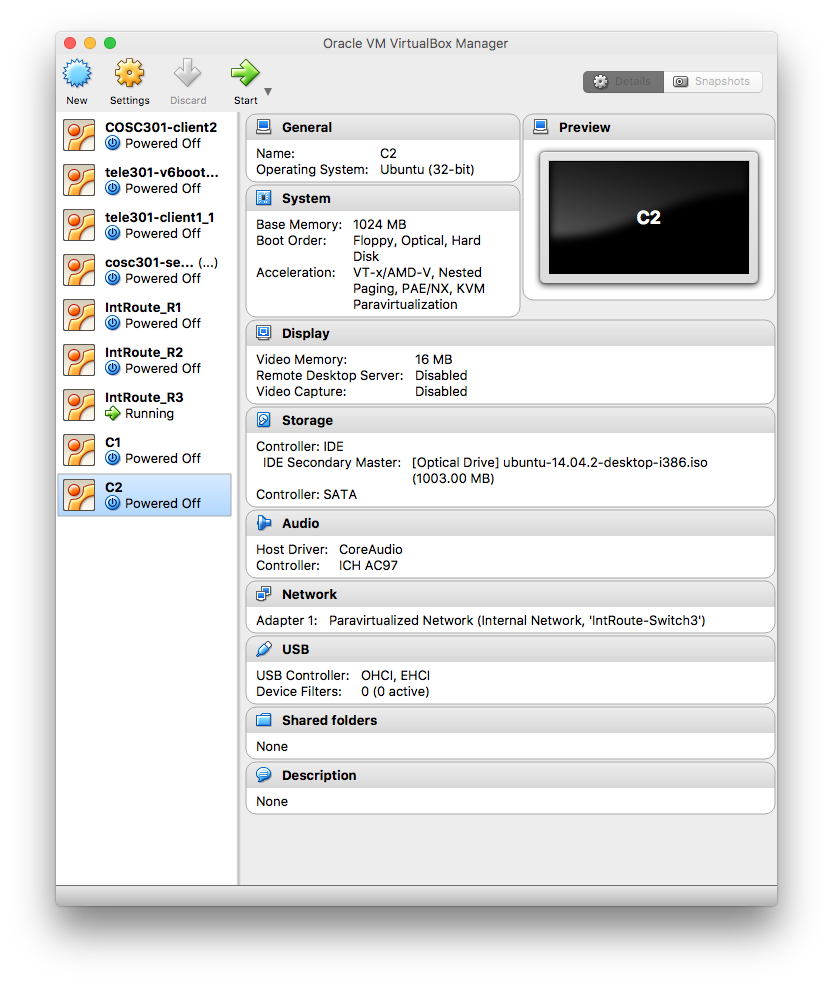 Oracle VM VirtualBox Manager
New
Settings
Discard
Start
Details
Snapshots
COSC301-client2
Powered Off
tele301-v6boot...
Powered Off
tele301-client1_1
Powered Off
cosc301-se... (...)
Powered Off
IntRoute_R1
Powered Off
IntRoute_R2
Powered Off
IntRoute_R3
Running
C1
Powered Off
C2
Powered Off
General
Name: C2
Operating System: Ubuntu (32-bit)
Preview
C2
System
Base Memory: 1024 MB
Boot Order: Floppy, Optical, Hard
Disk
Acceleration: VT-x/AMD-V, Nested
Paging, PAE/NX, KVM
Paravirtualization
Display
Video Memory: 16 MB
Remote Desktop Server: Disabled
Video Capture: Disabled
Storage
Controller: IDE
IDE Secondary Master: [Optical Drive] ubuntu-14.04.2-desktop-i386.iso
(1003.00 MB)
Controller: SATA
Audio
Host Driver: CoreAudio
Controller: ICH AC97
Network
Adapter 1: Paravirtualized Network (Internal Network, 'IntRoute-Switch3')
USB
USB Controller: OHCI, EHCI
Device Filters: 0 (0 active)
Shared folders
None
Description
None